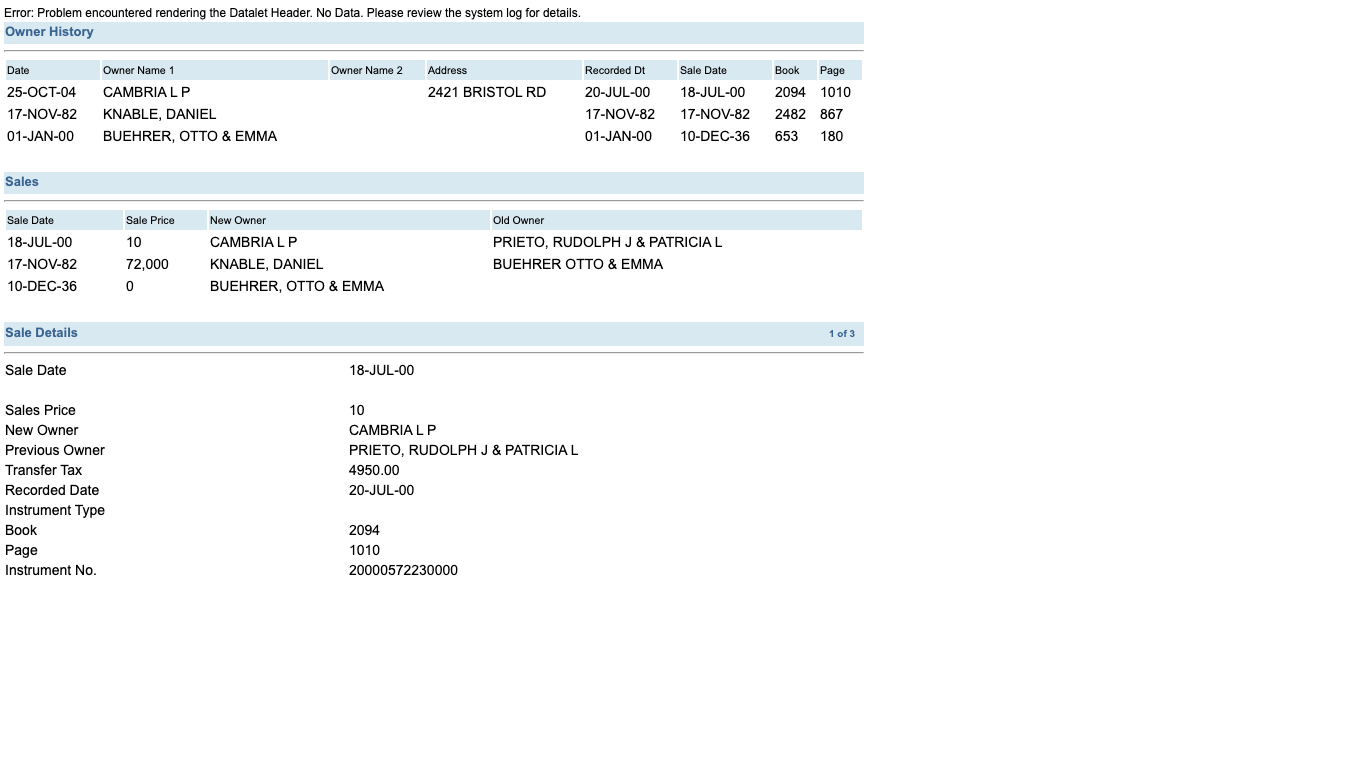 Error: Problem encountered rendering the Datalet Header. No Data. Please review the system log for details.
Owner History
Date Owner Name 1 Owner Name 2 Address Recorded Dt Sale Date Book Page
25-OCT-04 CAMBRIA L P 2421 BRISTOL RD 20-JUL-00 18-JUL-00 2094 1010
17-NOV-82 KNABLE, DANIEL 17-NOV-82 17-NOV-82 2482 867
01-JAN-00 BUEHRER, OTTO & EMMA 01-JAN-00 10-DEC-36 653 180
Sales
Sale Date Sale Price New Owner Old Owner
18-JUL-00 10 CAMBRIA L P PRIETO, RUDOLPH J & PATRICIA L
17-NOV-82 72,000 KNABLE, DANIEL BUEHRER OTTO & EMMA
10-DEC-36 0 BUEHRER, OTTO & EMMA
Sale Details 1 of 3
Sale Date 18-JUL-00
Sales Price 10
New Owner CAMBRIA L P
Previous Owner PRIETO, RUDOLPH J & PATRICIA L
Transfer Tax 4950.00
Recorded Date 20-JUL-00
Instrument Type
Book 2094
Page 1010
Instrument No. 20000572230000